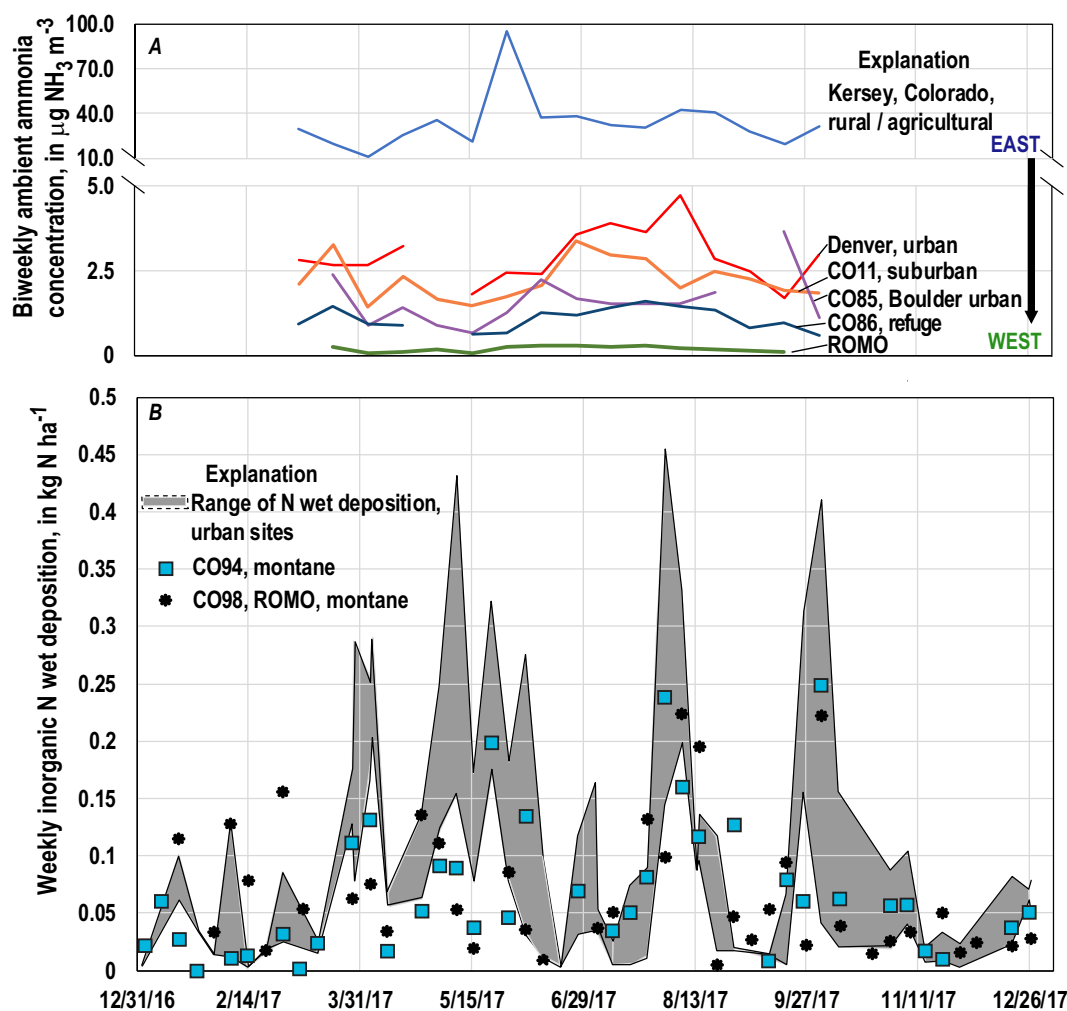 Biweekly ambient ammonia
concentration, in μg NH3 m-3
100.0
70.0
40.0
10.0
5.0
2.5
0
A
Explanation
Kersey, Colorado,
rural / agricultural
EAST
Denver, urban
CO11, suburban
CO85, Boulder urban
CO86, refuge
ROMO
WEST
Weekly inorganic N wet deposition, in kg N ha-1
0.5
0.45
0.4
0.35
0.3
0.25
0.2
0.15
0.1
0.05
0
B
Explanation
Range of N wet deposition,
urban sites
CO94, montane
CO98, ROMO, montane
12/31/16 2/14/17 3/31/17 5/15/17 6/29/17 8/13/17 9/27/17 11/11/17 12/26/17